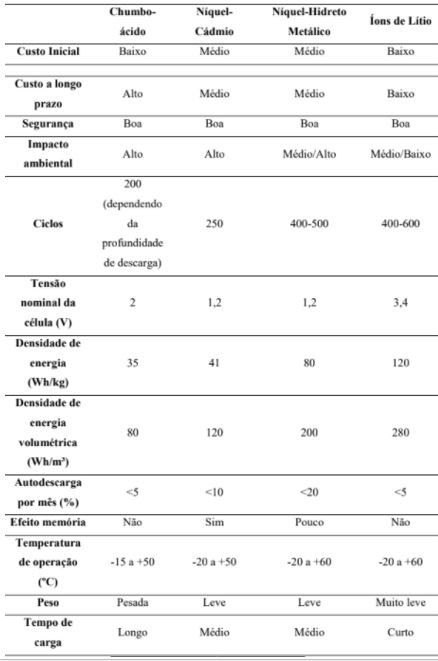 Chumbo-ácido Níquel-Cádmio Níquel-Hidreto Metálico Íons de Lítio
Custo Inicial Baixo Médio Médio Baixo
Custo a longo prazo Alto Médio Médio Baixo
Segurança Boa Boa Boa Boa
Impacto ambiental Alto Alto Médio/Alto Médio/Baixo
Ciclos 200 (dependendo da profundidade de descarga) 250 400-500 400-600
Tensão nominal da célula (V) 2 1,2 1,2 3,4
Densidade de energia (Wh/kg) 35 41 80 120
Densidade de energia volumétrica (Wh/m³) 80 120 200 280
Autodescarga por mês (%) <5 <10 <20 <5
Efeito memória Não Sim Pouco Não
Temperatura de operação (ºC) -15 a +50 -20 a +50 -20 a +60 -20 a +60
Peso Pesada Leve Leve Muito leve
Tempo de carga Longo Médio Médio Curto